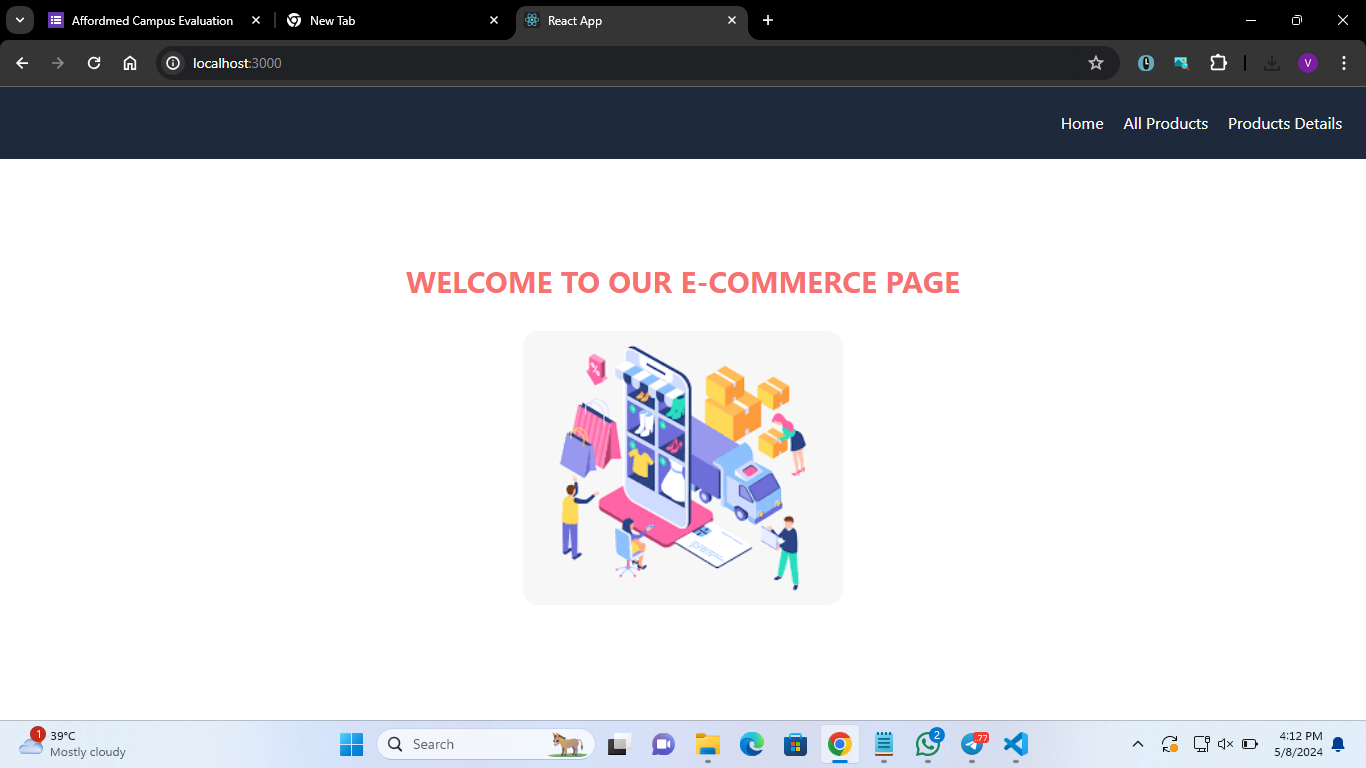 Affordmed Campus Evaluation
New Tab
React App
localhost:3000
V
Home
All Products
Products Details
WELCOME TO OUR E-COMMERCE PAGE
%
1
39°C
Mostly cloudy
Search
2
77
4:12 PM
5/8/2024